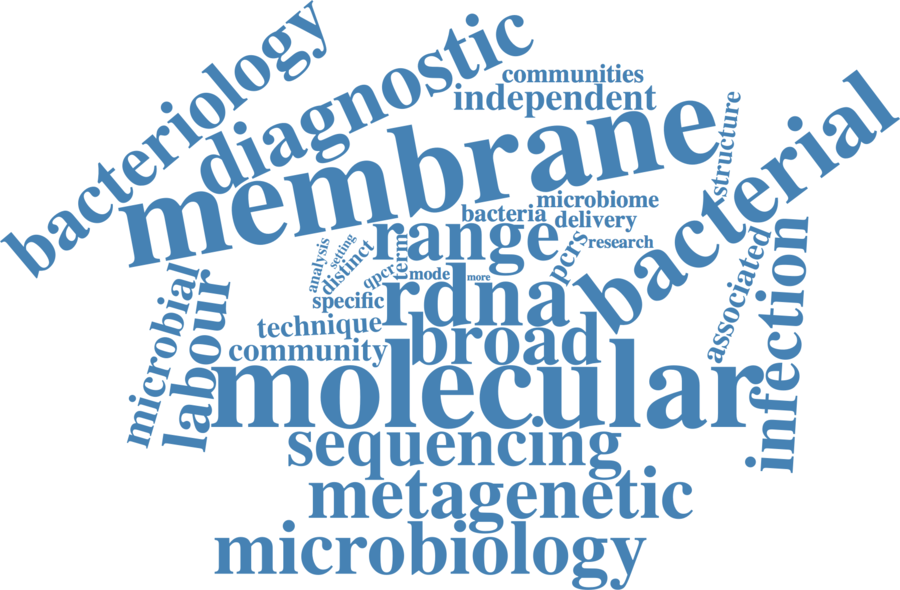 bacteriology
diagnostic
communities
independent
membrane
structure
bacterial
microbiome
bacteria
delivery
range
research
pcrs
analysis
setting
distinct
term
qpcr
mode
more
specific
rdna
technique
broad
community
associated
infection
microbial
labour
molecular
sequencing
metagenetic
microbiology